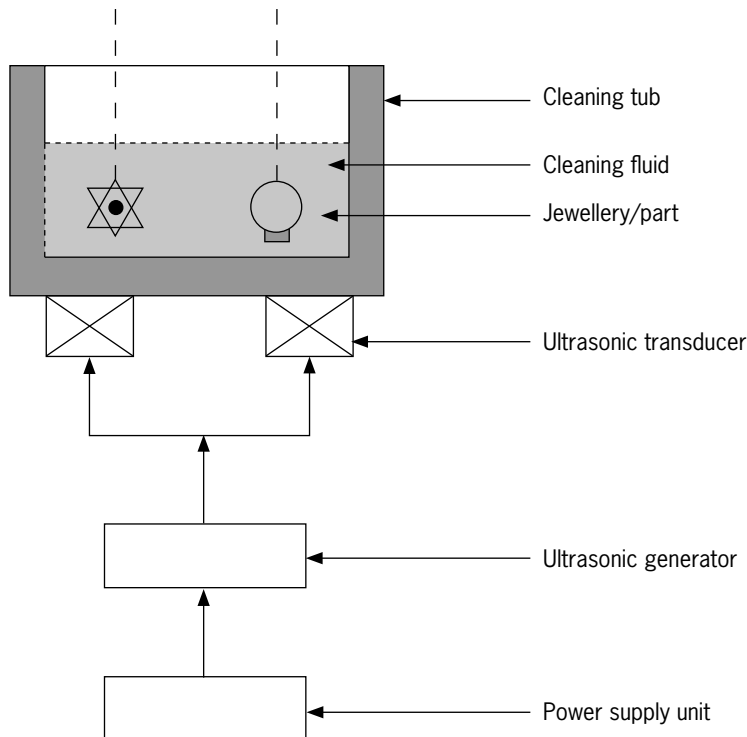 Cleaning tub
Cleaning fluid
Jewellery/part
Ultrasonic transducer
Ultrasonic generator
Power supply unit